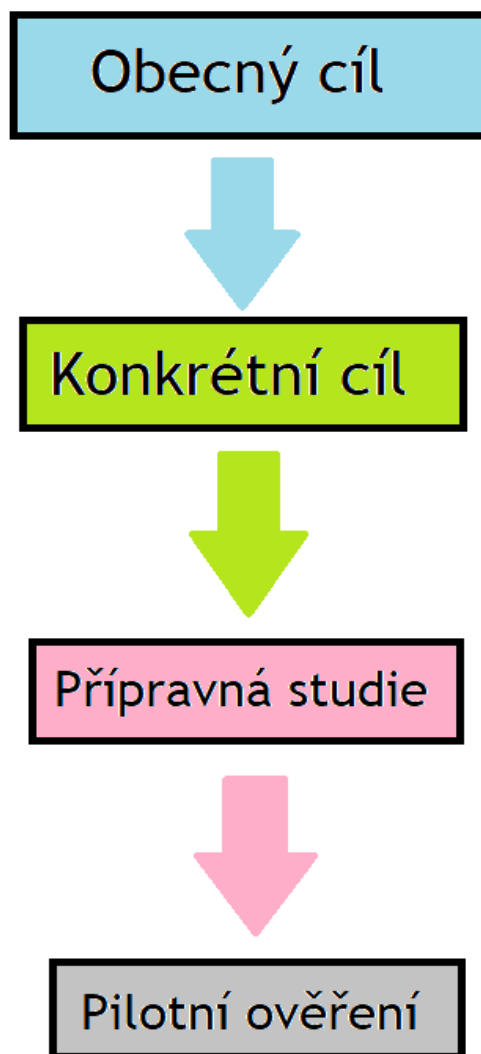 Obecný cíl
Konkrétní cíl
Přípravná studie
Pilotní ověření